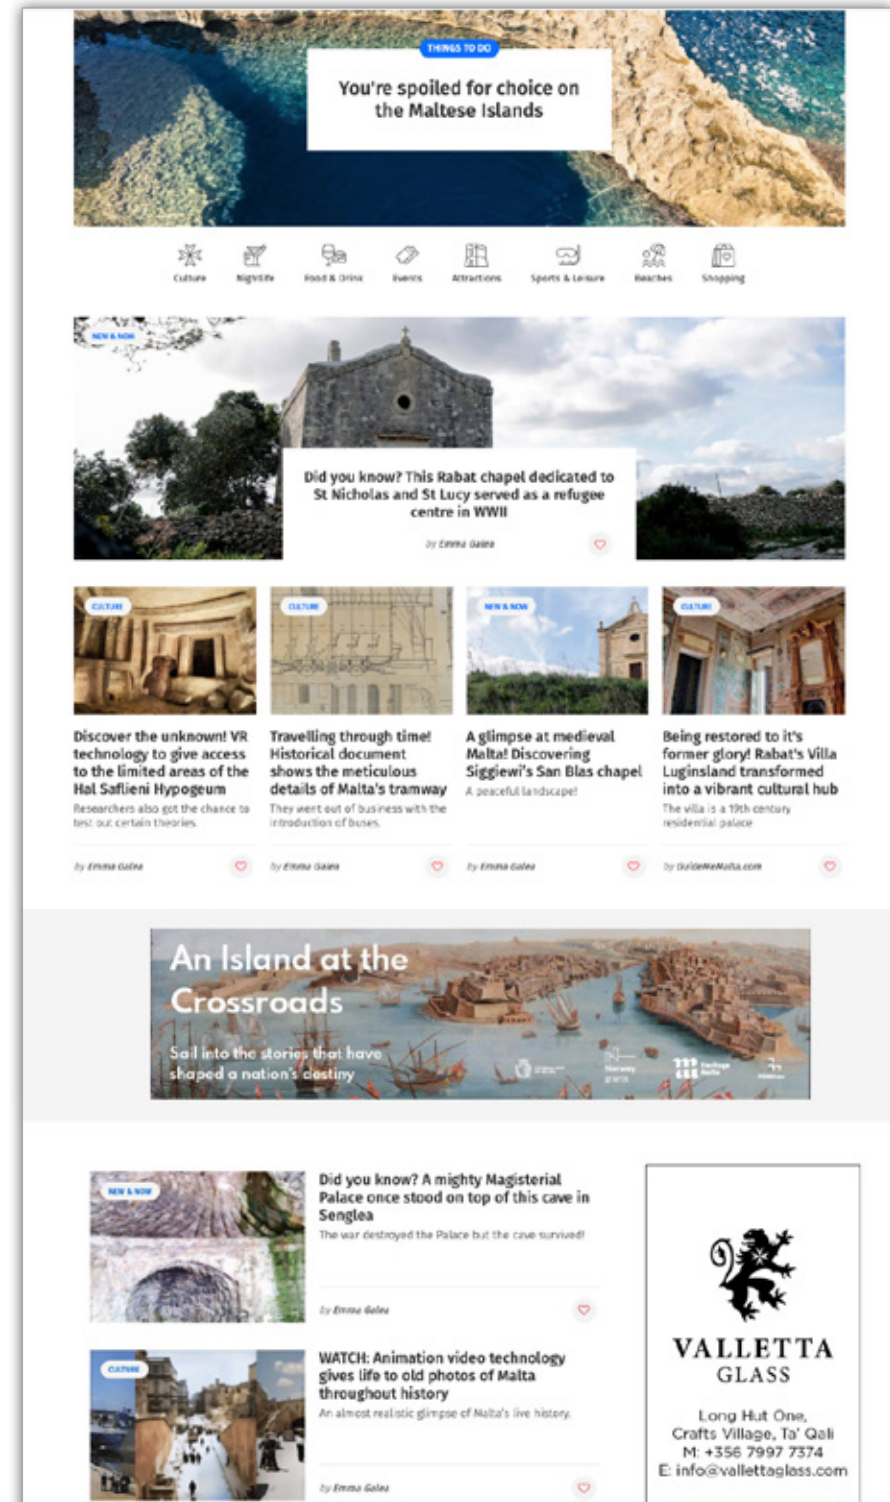 THINGS TO DO
You're spoiled for choice on
the Maltese Islands
Culture
Nightlife
Food & Drink
Events
Attractions
Sports & Leisure
Beaches
Shopping
NEW & NOW
Did you know? This Rabat chapel dedicated to
St Nicholas and St Lucy served as a refugee
centre in WWII
by Emma Galea
CULTURE
Discover the unknown! VR
technology to give access
to the limited areas of the
Hal Saflieni Hypogeum
Researchers also got the chance to
test out certain theories.
by Emma Galea
CULTURE
Travelling through time!
Historical document
shows the meticulous
details of Malta's tramway
They went out of business with the
introduction of buses.
by Emma Galea
NEW & NOW
A glimpse at medieval
Malta! Discovering
Siggiewi's San Blas chapel
A peaceful landscape!
by Emma Galea
CULTURE
Being restored to it's
former glory! Rabat's Villa
Luginsland transformed
into a vibrant cultural hub
The villa is a 19th century
residential palace
by GuideMeMalta.com
An Island at the
Crossroads
Sail into the stories that have
shaped a nation's destiny
Norway
grants
Heritage
Malta
NEW & NOW
Did you know? A mighty Magisterial
Palace once stood on top of this cave in
Senglea
The war destroyed the Palace but the cave survived!
by Emma Galea
CULTURE
WATCH: Animation video technology
gives life to old photos of Malta
throughout history
An almost realistic glimpse of Malta's live history.
by Emma Galea
VALLETTA
GLASS
Long Hut One,
Crafts Village, Ta' Qali
M: +356 7997 7374
E: info@vallettaglass.com